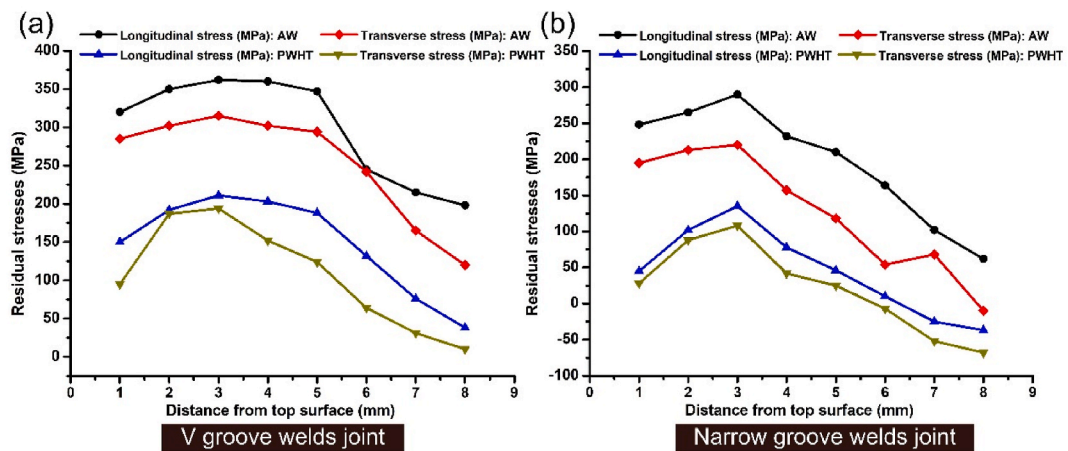 (a)
Longitudinal stress (MPa): AW Transverse stress (MPa): AW
Longitudinal stress (MPa): PWHT Transverse stress (MPa): PWHT
400
350
300
250
200
150
100
50
0
Residual stresses (MPa)
0 1 2 3 4 5 6 7 8 9
Distance from top surface (mm)
V groove welds joint
(b)
Longitudinal stress (MPa): AW Transverse stress (MPa): AW
Longitudinal stress (MPa): PWHT Transverse stress (MPa): PWHT
350
300
250
200
150
100
50
0
-50
-100
Residual stresses (MPa)
0 1 2 3 4 5 6 7 8 9
Distance from top surface (mm)
Narrow groove welds joint